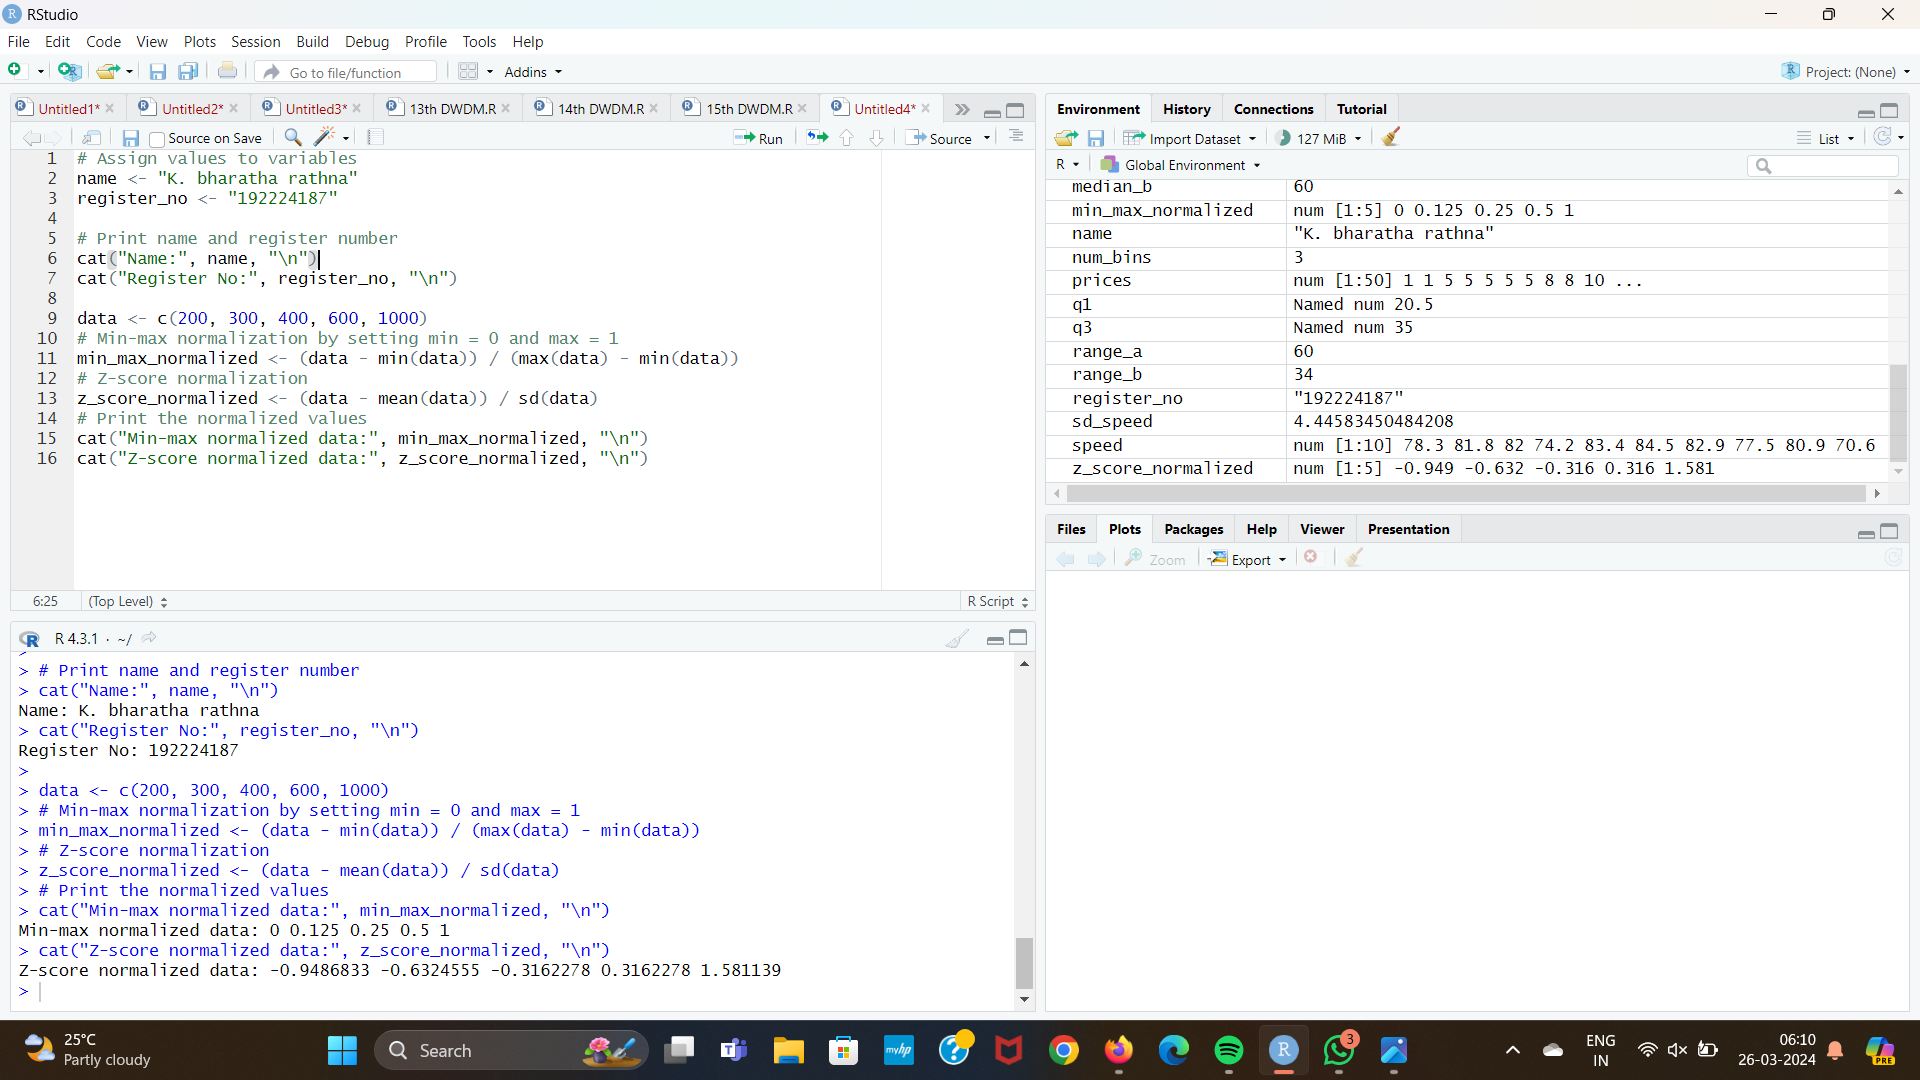 RStudio
File Edit Code View Plots Session Build Debug Profile Tools Help
Go to file/function Addins Project: (None)
Untitled1* Untitled2* Untitled3* 13th DWDM.R 14th DWDM.R 15th DWDM.R Untitled4*
Source on Save Run Source
1 # Assign values to variables
2 name <- "K. bharatha rathna"
3 register_no <- "192224187"
4
5 # Print name and register number
6 cat("Name:", name, "\n")
7 cat("Register No:", register_no, "\n")
8
9 data <- c(200, 300, 400, 600, 1000)
10 # Min-max normalization by setting min = 0 and max = 1
11 min_max_normalized <- (data - min(data)) / (max(data) - min(data))
12 # Z-score normalization
13 z_score_normalized <- (data - mean(data)) / sd(data)
14 # Print the normalized values
15 cat("Min-max normalized data:", min_max_normalized, "\n")
16 cat("Z-score normalized data:", z_score_normalized, "\n")
6:25 (Top Level) R Script
R 4.3.1 · ~/
>
> # Print name and register number
> cat("Name:", name, "\n")
Name: K. bharatha rathna
> cat("Register No:", register_no, "\n")
Register No: 192224187
>
> data <- c(200, 300, 400, 600, 1000)
> # Min-max normalization by setting min = 0 and max = 1
> min_max_normalized <- (data - min(data)) / (max(data) - min(data))
> # Z-score normalization
> z_score_normalized <- (data - mean(data)) / sd(data)
> # Print the normalized values
> cat("Min-max normalized data:", min_max_normalized, "\n")
Min-max normalized data: 0 0.125 0.25 0.5 1
> cat("Z-score normalized data:", z_score_normalized, "\n")
Z-score normalized data: -0.9486833 -0.6324555 -0.3162278 0.3162278 1.581139
>
Environment History Connections Tutorial
Import Dataset 127 MiB List
R Global Environment
median_b 60
min_max_normalized num [1:5] 0 0.125 0.25 0.5 1
name "K. bharatha rathna"
num_bins 3
prices num [1:50] 1 1 5 5 5 5 5 8 8 10 ...
q1 Named num 20.5
q3 Named num 35
range_a 60
range_b 34
register_no "192224187"
sd_speed 4.44583450484208
speed num [1:10] 78.3 81.8 82 74.2 83.4 84.5 82.9 77.5 80.9 70.6
z_score_normalized num [1:5] -0.949 -0.632 -0.316 0.316 1.581
Files Plots Packages Help Viewer Presentation
Zoom Export
25°C
Partly cloudy
Search
myhp
3
ENG
IN
06:10
26-03-2024
PRE